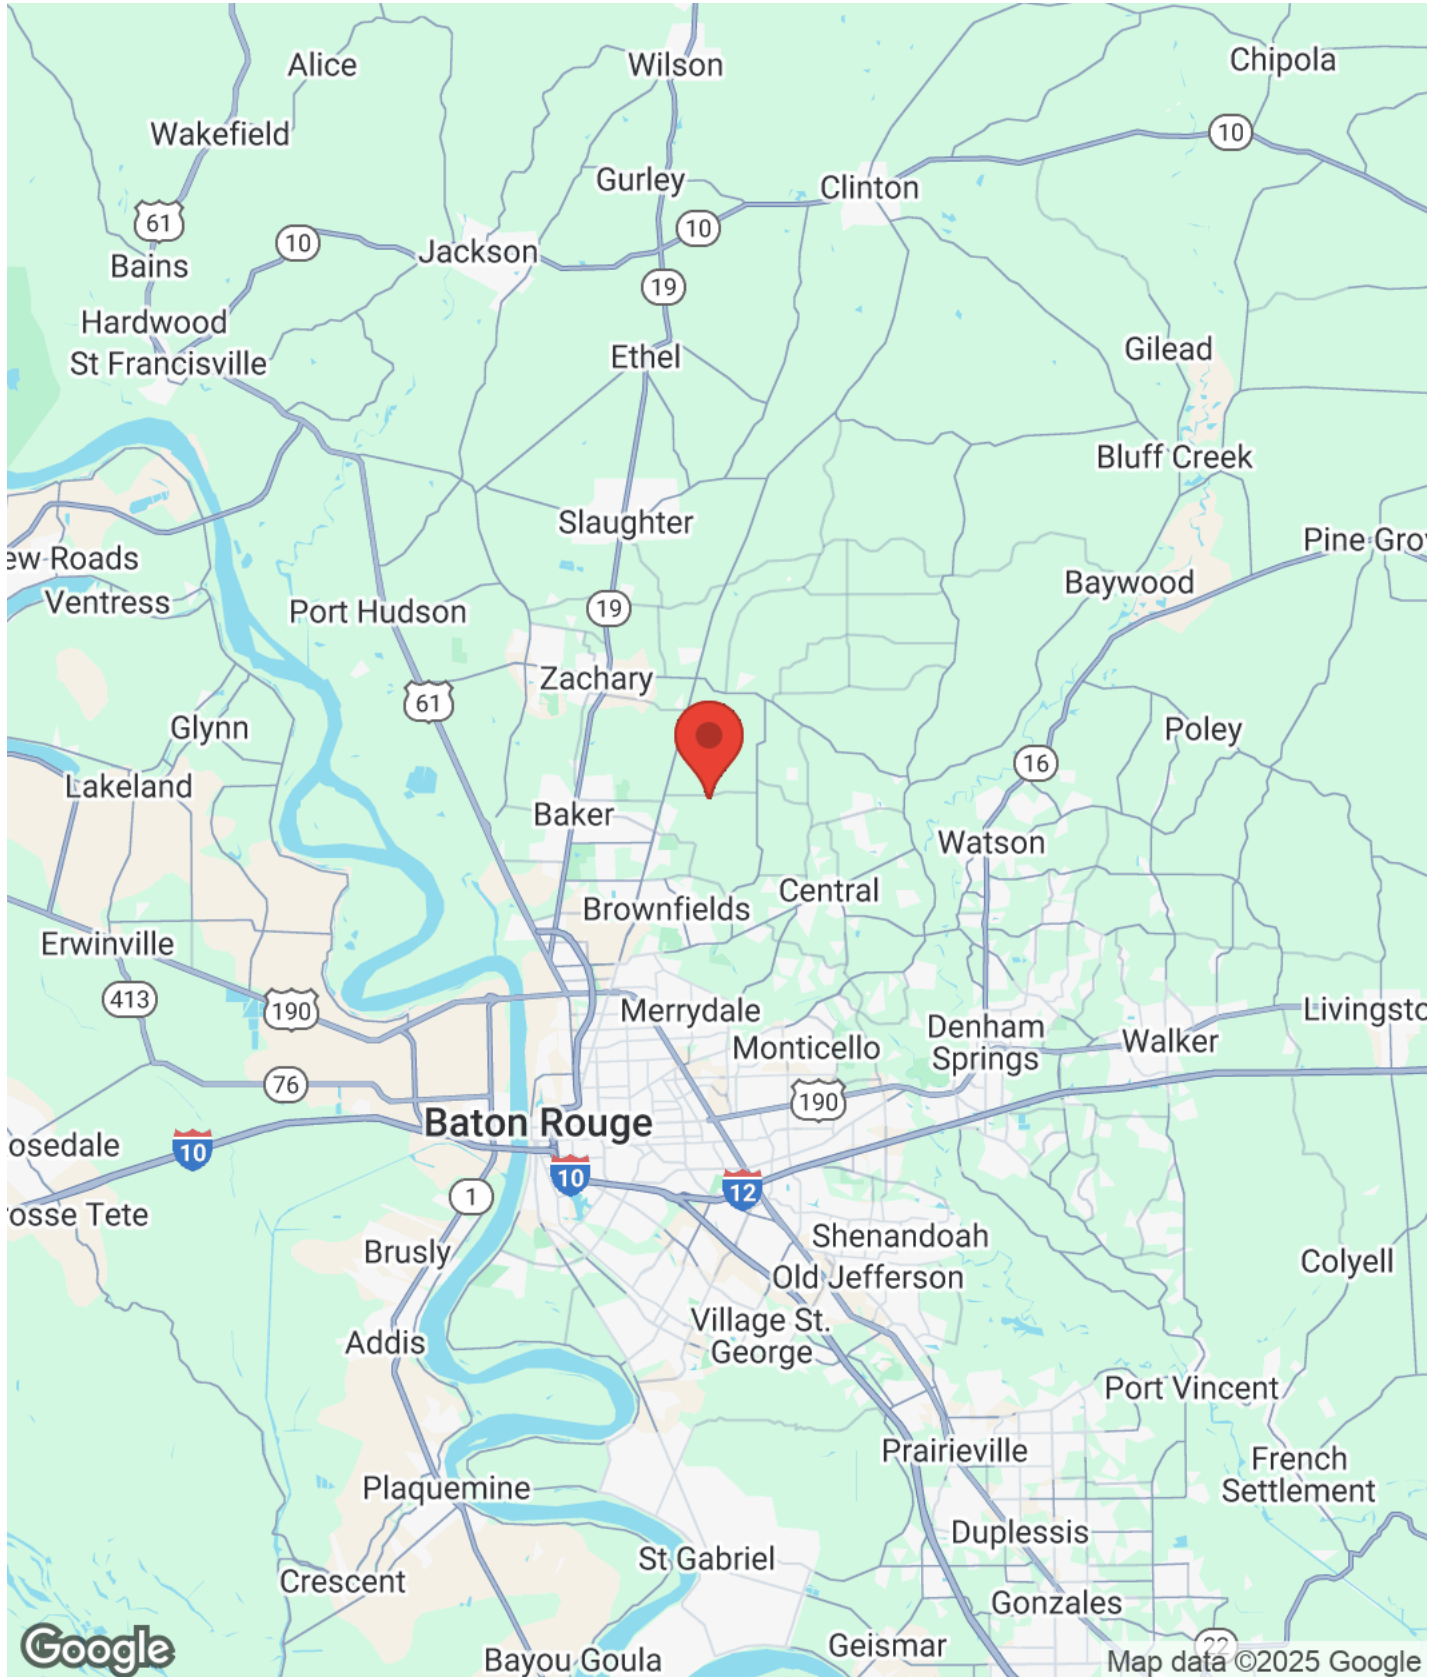 Alice
Wilson
Chipola
10
Wakefield
Gurley
Clinton
61
10
10
Jackson
Bains
19
Hardwood
St Francisville
Ethel
Gilead
Bluff Creek
Slaughter
Pine Gro
ew Roads
Ventress
Baywood
19
Port Hudson
Zachary
61
Glynn
Poley
16
Lakeland
Baker
Watson
Central
Brownfields
Erwinville
413
190
Merrydale
Livingsto
Denham
Springs
Walker
Monticello
76
190
Baton Rouge
osedale
10
10
12
1
osse Tete
Shenandoah
Brusly
Colyell
Old Jefferson
Village St.
George
Addis
Port Vincent
Prairieville
French
Settlement
Plaquemine
Duplessis
St Gabriel
Crescent
Gonzales
22
Geismar
Bayou Goula
Google
Map data ©2025 Google